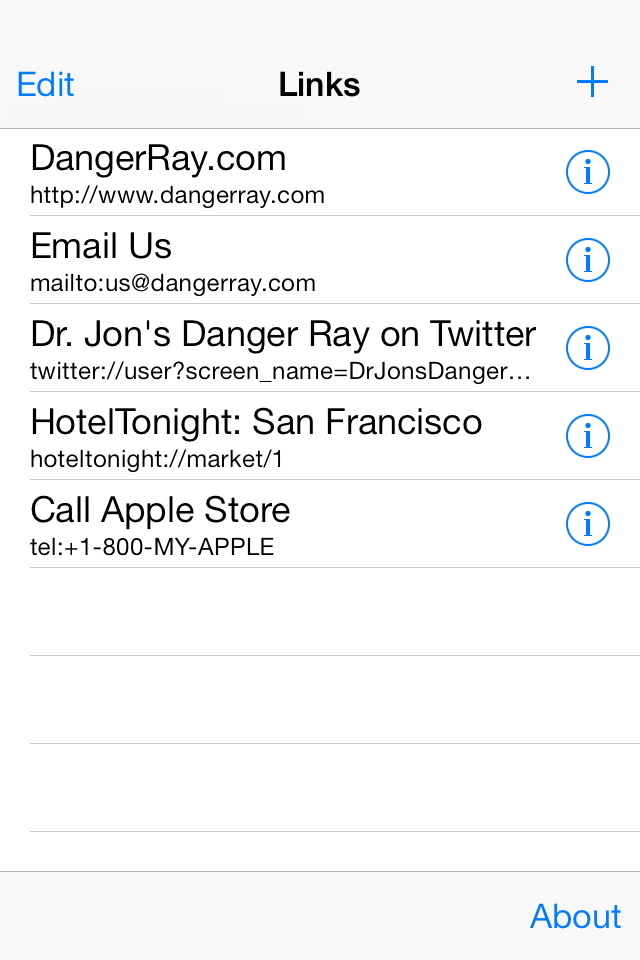 Edit Links +
DangerRay.com
http://www.dangerray.com
Email Us
mailto:us@dangerray.com
Dr. Jon's Danger Ray on Twitter
twitter://user?screen_name=DrJonsDanger…
HotelTonight: San Francisco
hoteltonight://market/1
Call Apple Store
tel:+1-800-MY-APPLE
About